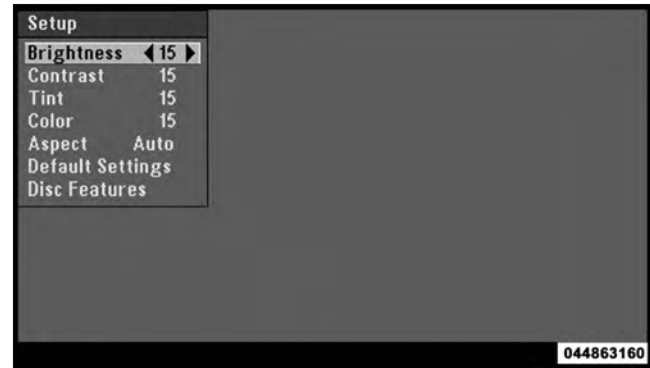 Setup
Brightness ◀ 15 ▶
Contrast 15
Tint 15
Color 15
Aspect Auto
Default Settings
Disc Features
044863160